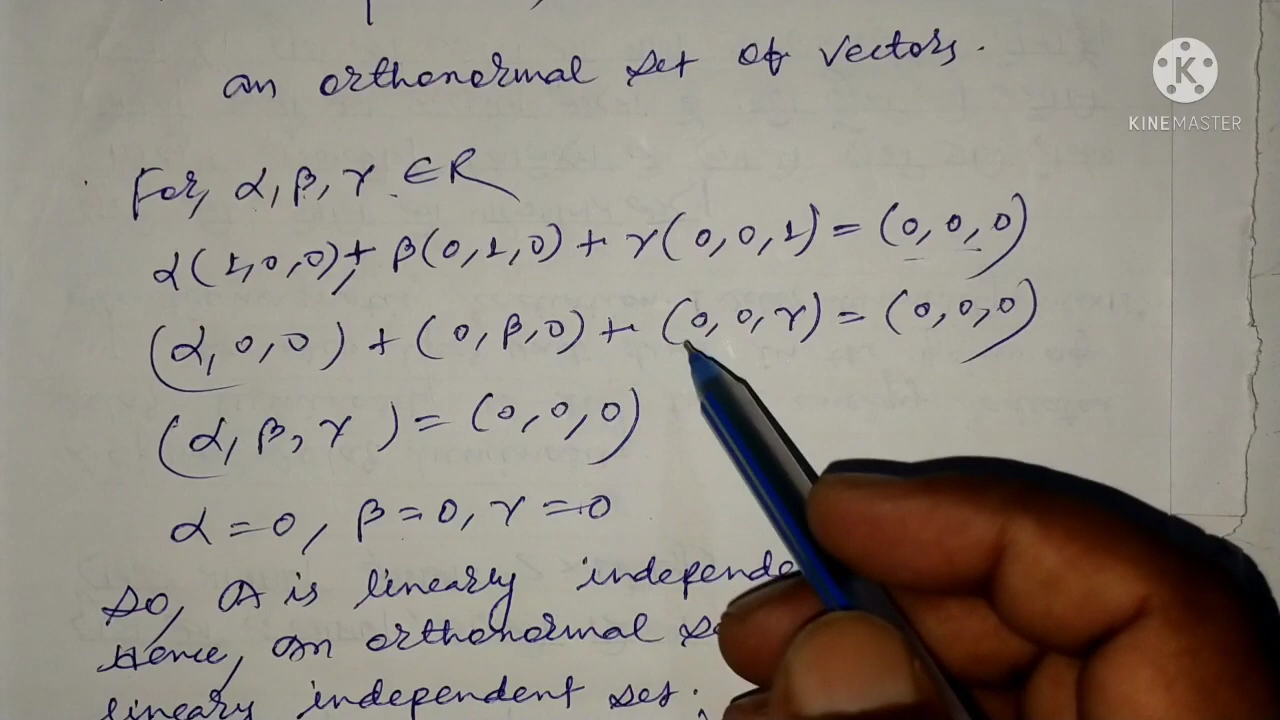 an orthonormal set of vectors.
K
KINEMASTER
For, α, β, γ ∈ R
α(1,0,0) + β(0,1,0) + γ(0,0,1) = (0,0,0)
(α,0,0) + (0,β,0) + (0,0,γ) = (0,0,0)
(α, β, γ) = (0,0,0)
α = 0, β = 0, γ = 0
So, A is linearly independe
Hence, an orthonormal se
lineary independent set.